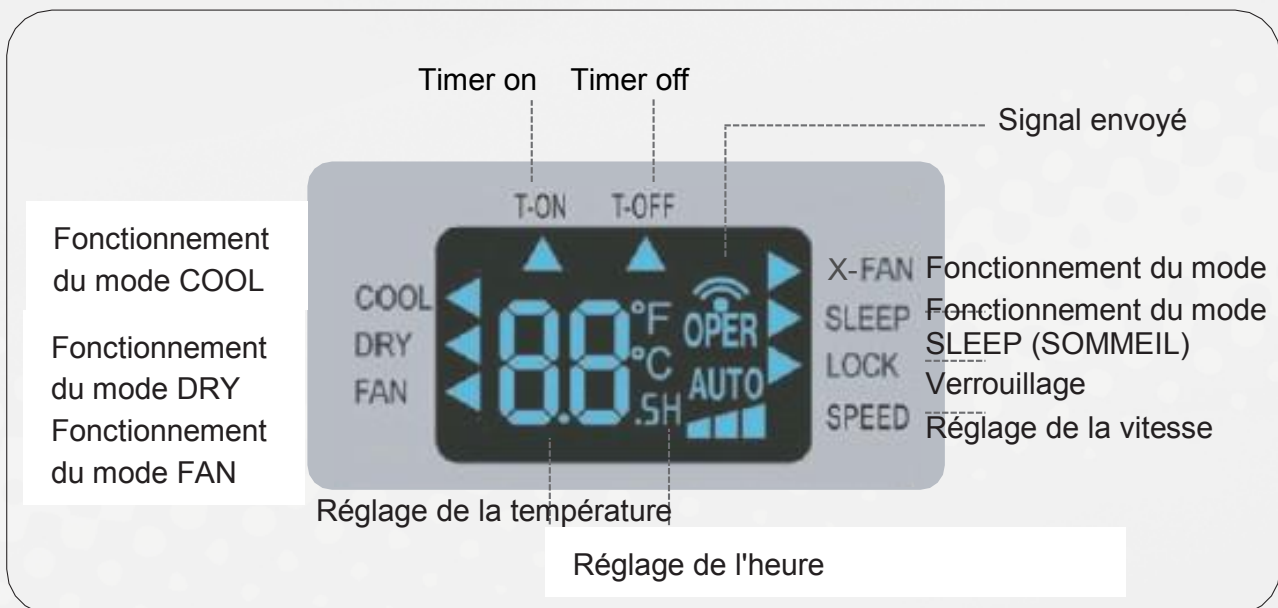 Timer on Timer off
Signal envoyé
T-ON T-OFF
Fonctionnement
du mode COOL
Fonctionnement
du mode DRY
Fonctionnement
du mode FAN
COOL
DRY
FAN
88
°F
°C
.SH
OPER
AUTO
X-FAN Fonctionnement du mode
SLEEP Fonctionnement du mode
SLEEP (SOMMEIL)
LOCK Verrouillage
SPEED Réglage de la vitesse
Réglage de la température
Réglage de l'heure